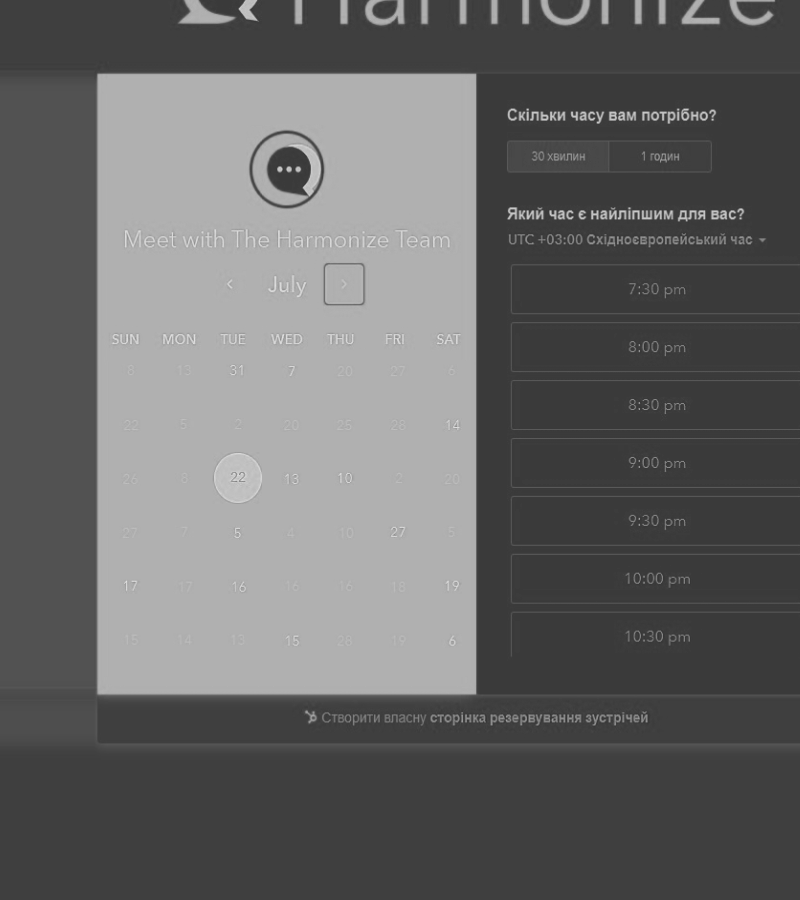 Harmonize
Meet with The Harmonize Team
July
SUN MON TUE WED THU FRI SAT
8 13 31 7 20 27 6
22 5 2 20 25 28 14
26 8 22 13 10 2 20
27 7 5 4 10 27 5
17 17 16 16 16 18 19
15 14 13 15 28 19 6
Скільки часу вам потрібно?
30 хвилин 1 годин
Який час є найліпшим для вас?
UTC +03:00 Східноєвропейський час
7:30 pm
8:00 pm
8:30 pm
9:00 pm
9:30 pm
10:00 pm
10:30 pm
Створити власну сторінка резервування зустрічей